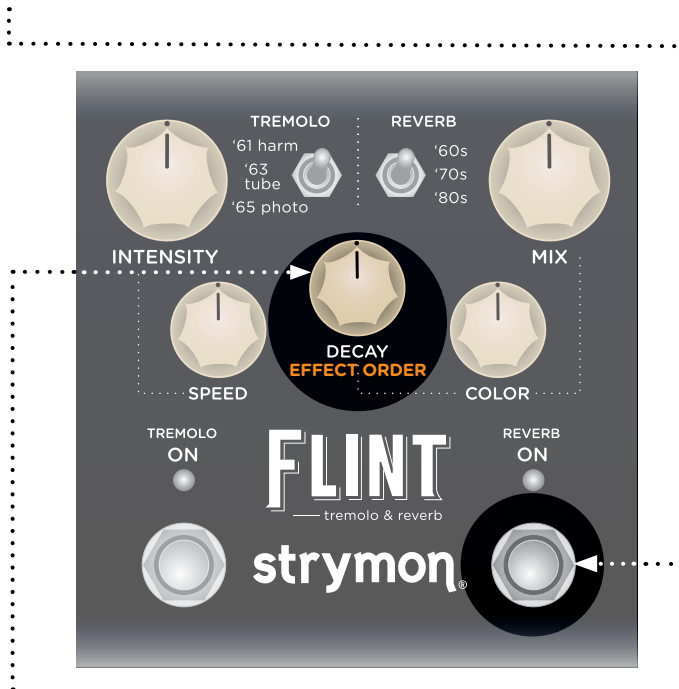 TREMOLO
REVERB
‘61 harm
‘63
tube
‘65 photo
‘60s
‘70s
‘80s
INTENSITY
MIX
DECAY
EFFECT ORDER
SPEED
COLOR
TREMOLO
ON
REVERB
ON
FLINT
tremolo & reverb
strymon®